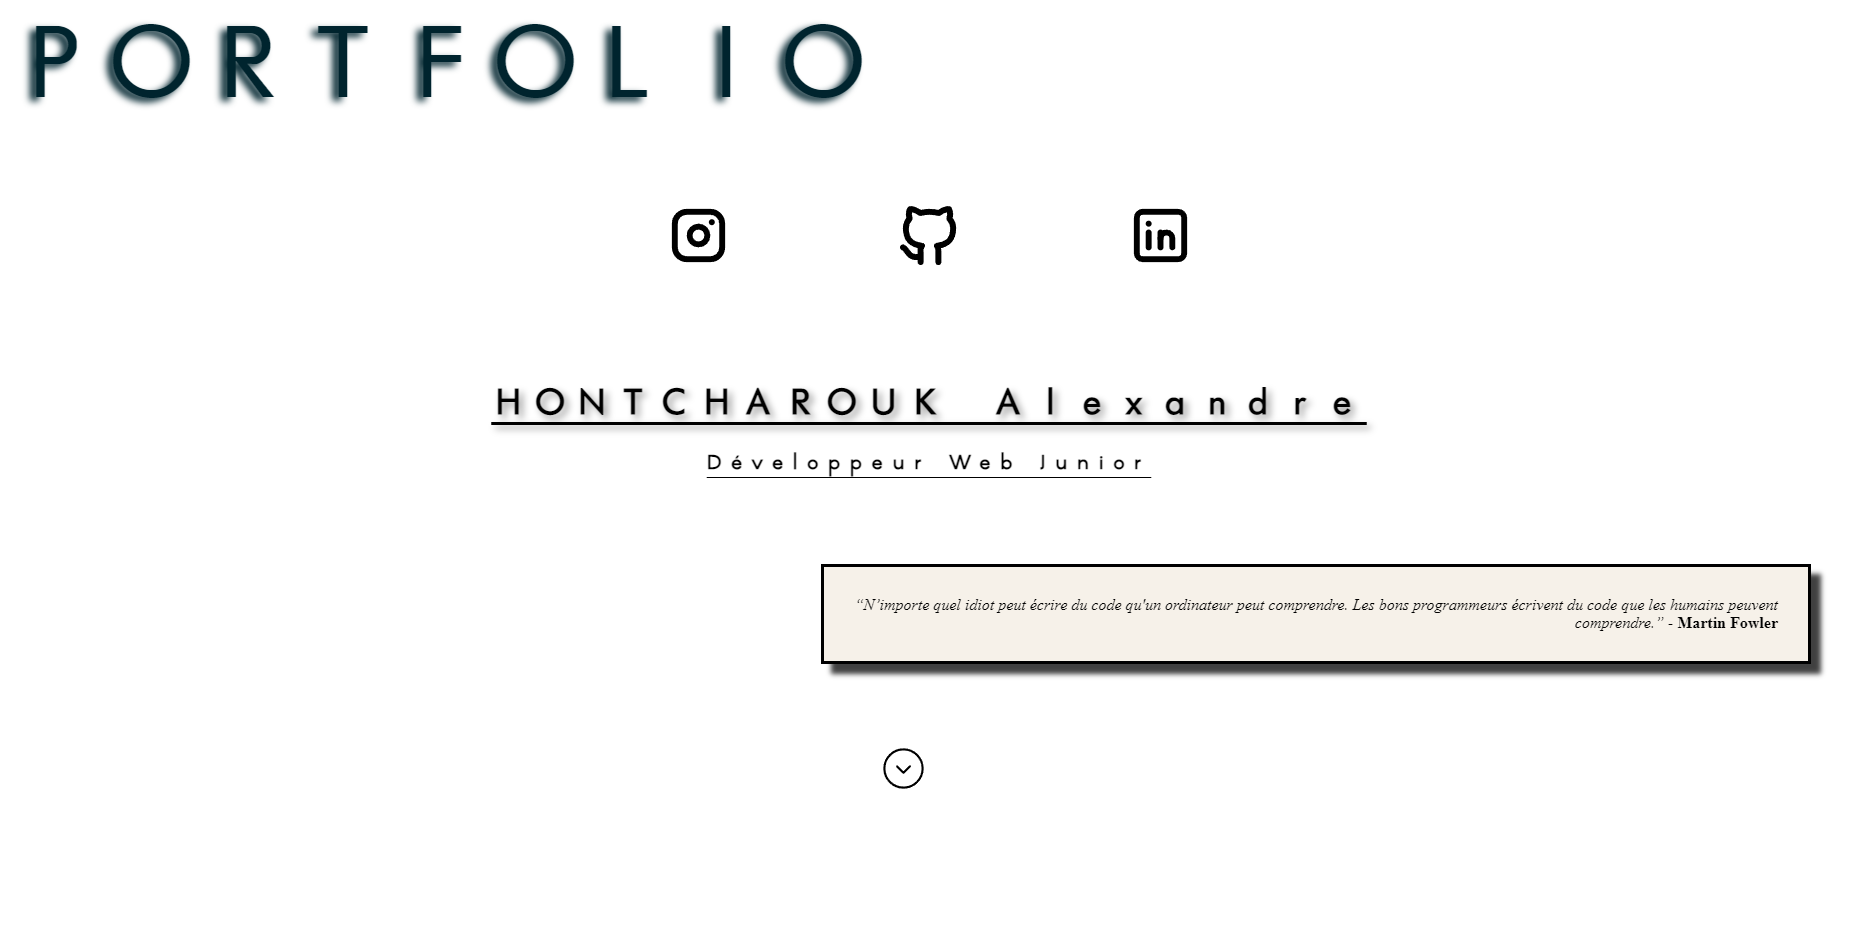 PORTFOLIO
in
HONTCHAROUK Alexandre
Développeur Web Junior
“N’importe quel idiot peut écrire du code qu'un ordinateur peut comprendre. Les bons programmeurs écrivent du code que les humains peuvent
comprendre.” - Martin Fowler